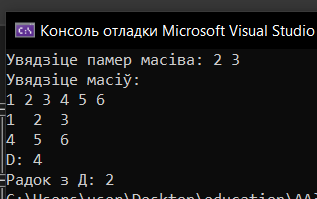 Консоль отладки Microsoft Visual Studio
Увядзіце памер масіва: 2 3
Увядзіце масіў:
1 2 3 4 5 6
1 2 3
4 5 6
D: 4
Радок з Д: 2